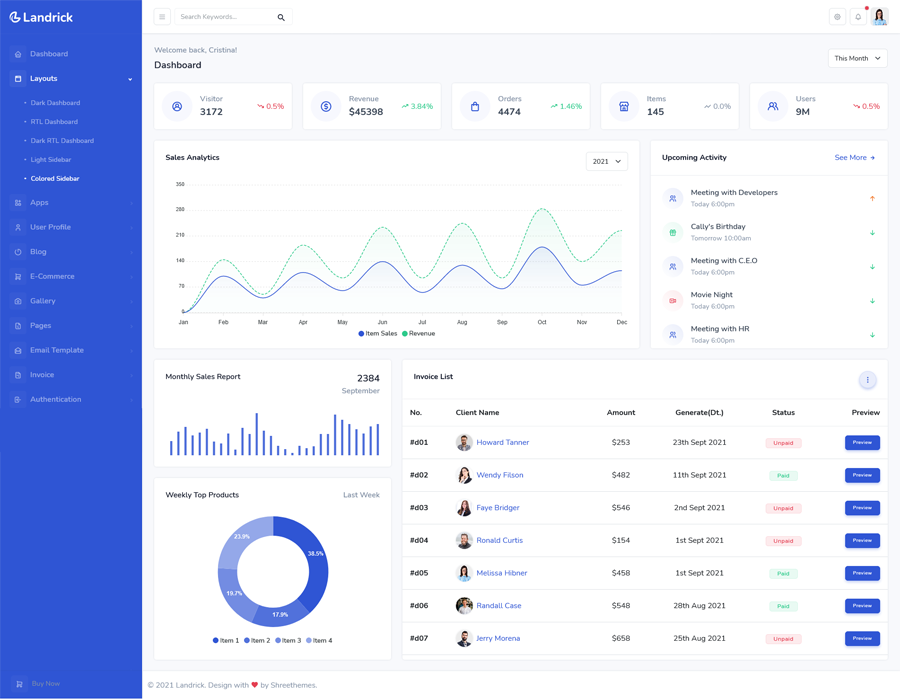 Landrick
Search Keywords...
Dashboard
Layouts
Dark Dashboard
RTL Dashboard
Dark RTL Dashboard
Light Sidebar
Colored Sidebar
Apps
User Profile
Blog
E-Commerce
Gallery
Pages
Email Template
Invoice
Authentication
Buy Now
Welcome back, Cristina!
Dashboard
This Month
Visitor
3172
0.5%
Revenue
$45398
3.84%
Orders
4474
1.46%
Items
145
0.0%
Users
9M
0.5%
Sales Analytics
2021
350
280
210
140
70
0
Jan Feb Mar Apr May Jun Jul Aug Sep Oct Nov Dec
Item Sales Revenue
Upcoming Activity
See More
Meeting with Developers
Today 6:00pm
Cally's Birthday
Tomorrow 10:00am
Meeting with C.E.O
Today 6:00pm
Movie Night
Today 6:00pm
Meeting with HR
Today 6:00pm
Monthly Sales Report
2384
September
Weekly Top Products
Last Week
23.9%
38.5%
19.7%
17.9%
Item 1 Item 2 Item 3 Item 4
Invoice List
No. Client Name Amount Generate(Dt.) Status Preview
#d01 Howard Tanner $253 23th Sept 2021 Unpaid Preview
#d02 Wendy Filson $482 11th Sept 2021 Paid Preview
#d03 Faye Bridger $546 2nd Sept 2021 Unpaid Preview
#d04 Ronald Curtis $154 1st Sept 2021 Unpaid Preview
#d05 Melissa Hibner $458 1st Sept 2021 Paid Preview
#d06 Randall Case $548 28th Aug 2021 Paid Preview
#d07 Jerry Morena $658 25th Aug 2021 Unpaid Preview
© 2021 Landrick. Design with ❤ by Shreethemes.